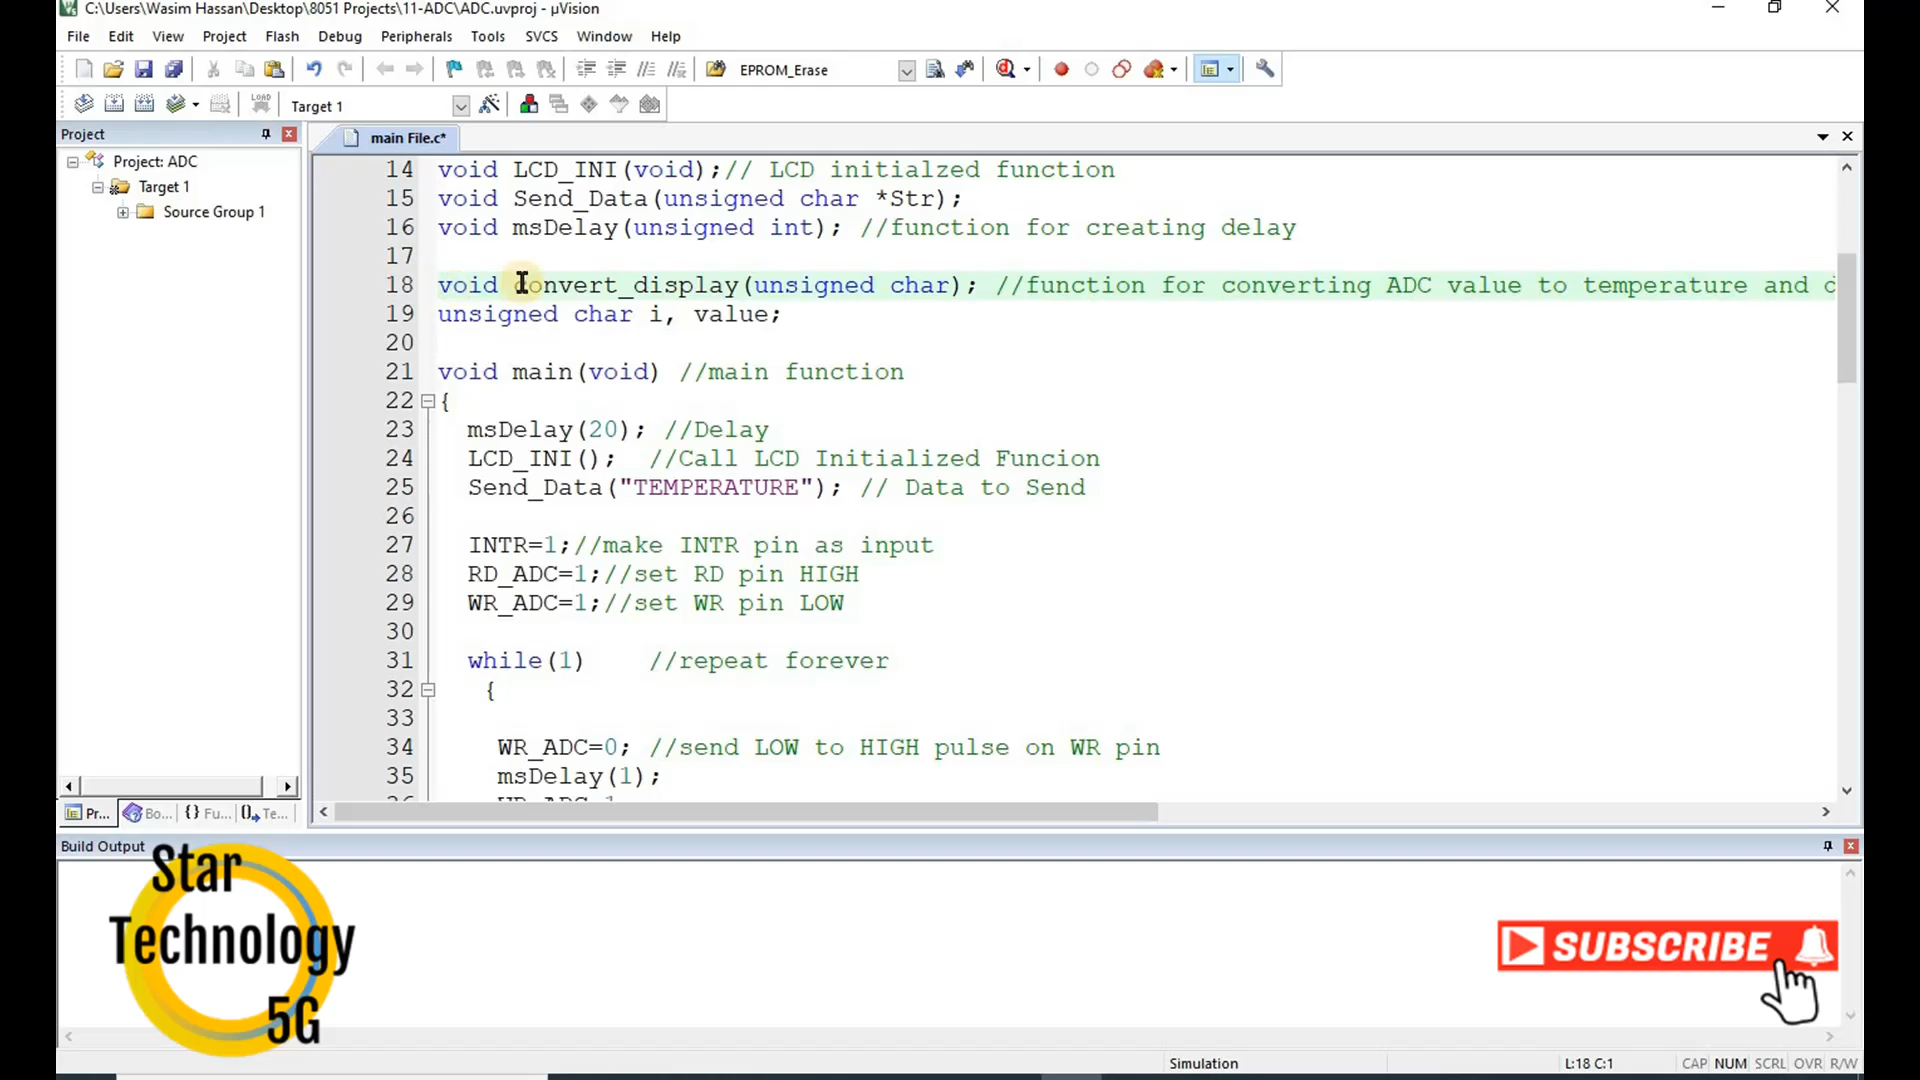 C:\Users\Wasim Hassan\Desktop\8051 Projects\11-ADC\ADC.uvproj - µVision
File Edit View Project Flash Debug Peripherals Tools SVCS Window Help
EPROM_Erase
LOAD Target 1
Project
main File.c*
Project: ADC
Target 1
Source Group 1
14 void LCD_INI(void);// LCD initialzed function
15 void Send_Data(unsigned char *Str);
16 void msDelay(unsigned int); //function for creating delay
17
18 void convert_display(unsigned char); //function for converting ADC value to temperature and d
19 unsigned char i, value;
20
21 void main(void) //main function
22 {
23 msDelay(20); //Delay
24 LCD_INI(); //Call LCD Initialized Funcion
25 Send_Data("TEMPERATURE"); // Data to Send
26
27 INTR=1;//make INTR pin as input
28 RD_ADC=1;//set RD pin HIGH
29 WR_ADC=1;//set WR pin LOW
30
31 while(1) //repeat forever
32 {
33
34 WR_ADC=0; //send LOW to HIGH pulse on WR pin
35 msDelay(1);
Pr... Bo... {} Fu... Te...
Build Output
Star
Technology
5G
SUBSCRIBE
Simulation L:18 C:1 CAP NUM SCRL OVR R/W